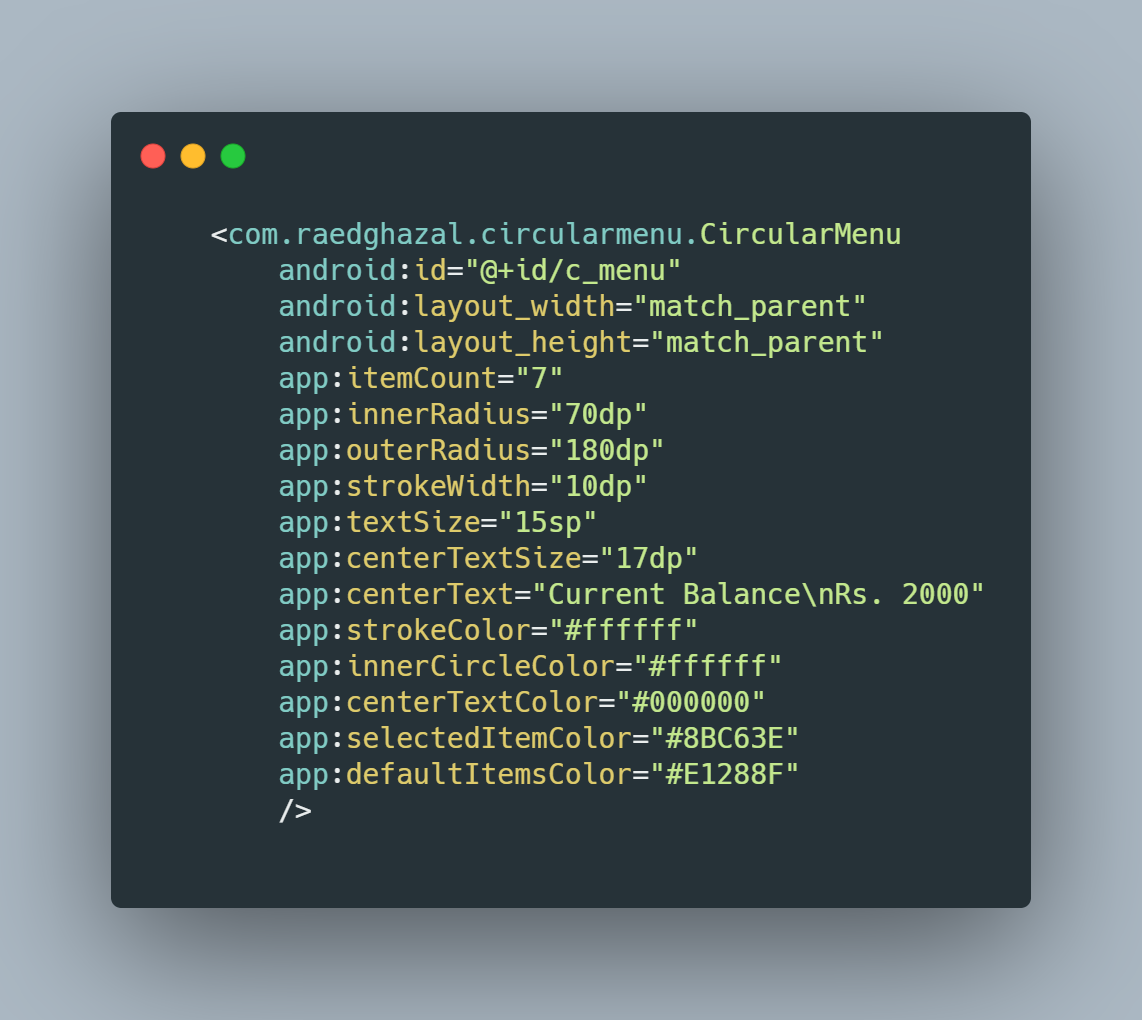 <com.raedghazal.circularmenu.CircularMenu
android:id="@+id/c_menu"
android:layout_width="match_parent"
android:layout_height="match_parent"
app:itemCount="7"
app:innerRadius="70dp"
app:outerRadius="180dp"
app:strokeWidth="10dp"
app:textSize="15sp"
app:centerTextSize="17dp"
app:centerText="Current Balance\nRs. 2000"
app:strokeColor="#ffffff"
app:innerCircleColor="#ffffff"
app:centerTextColor="#000000"
app:selectedItemColor="#8BC63E"
app:defaultItemsColor="#E1288F"
/>